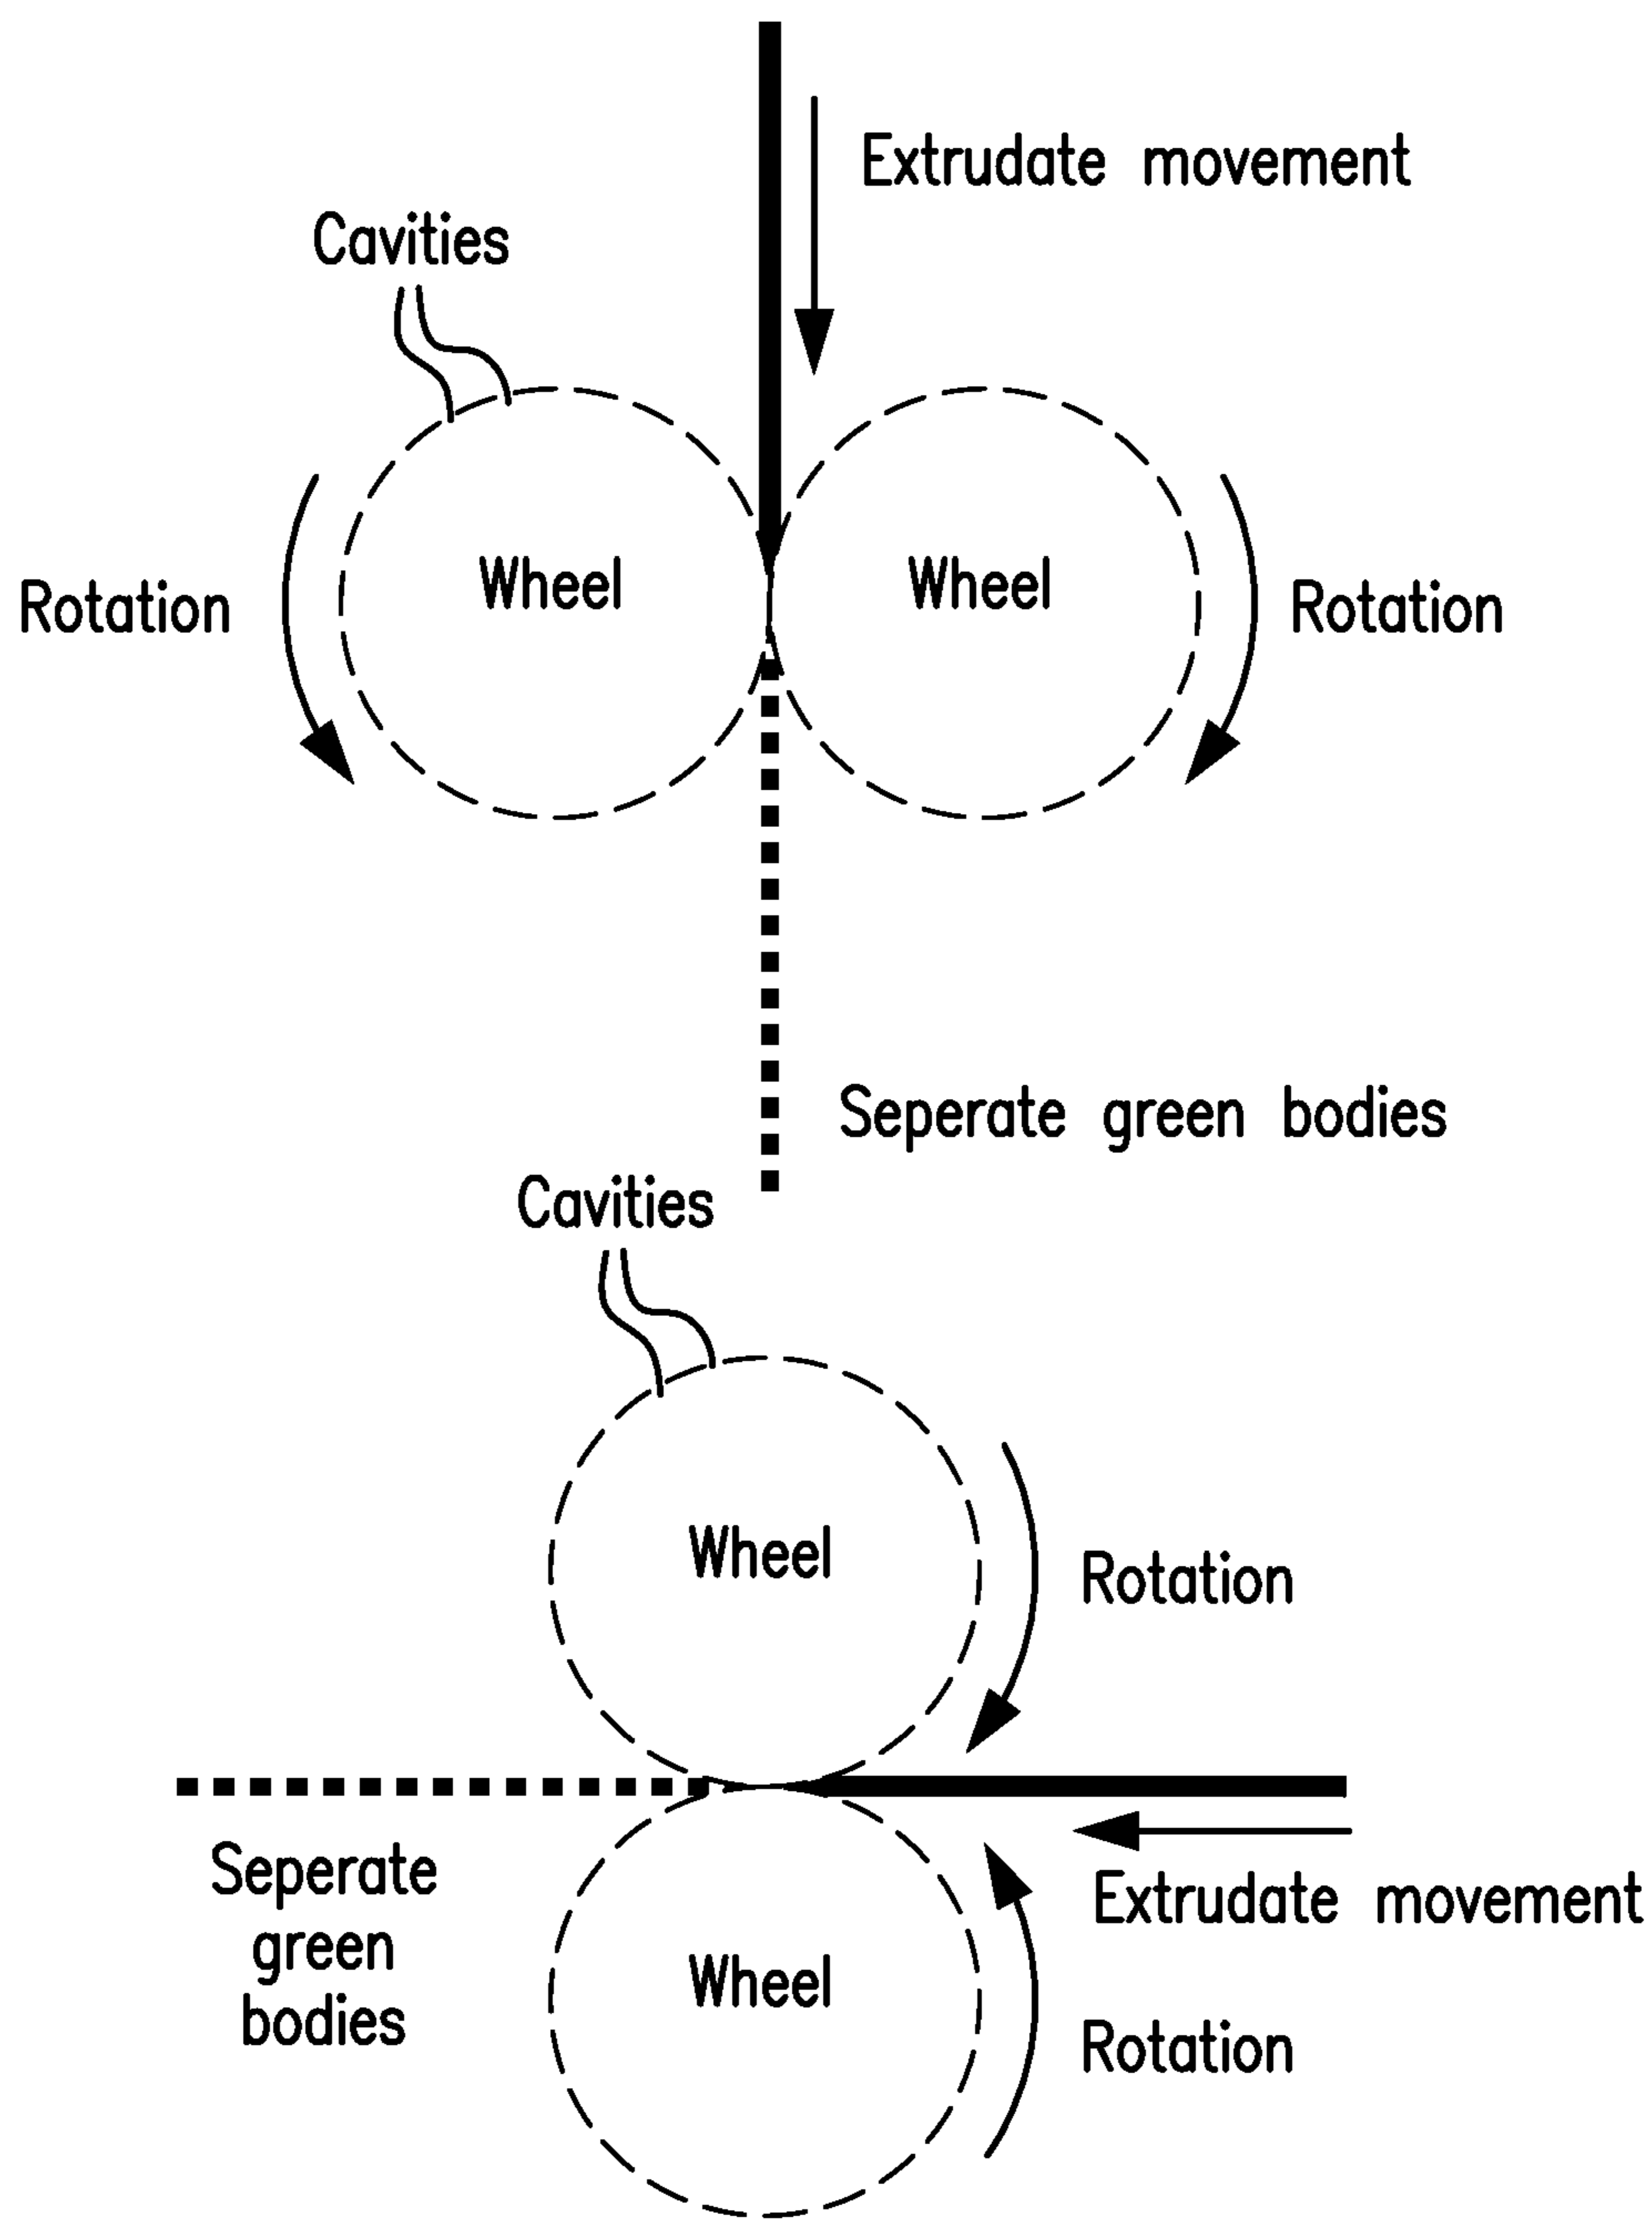 Extrudate movement
Cavities
Wheel
Wheel
Rotation
Rotation
Seperate green bodies
Cavities
Wheel
Rotation
Seperate
green
bodies
Extrudate movement
Wheel
Rotation